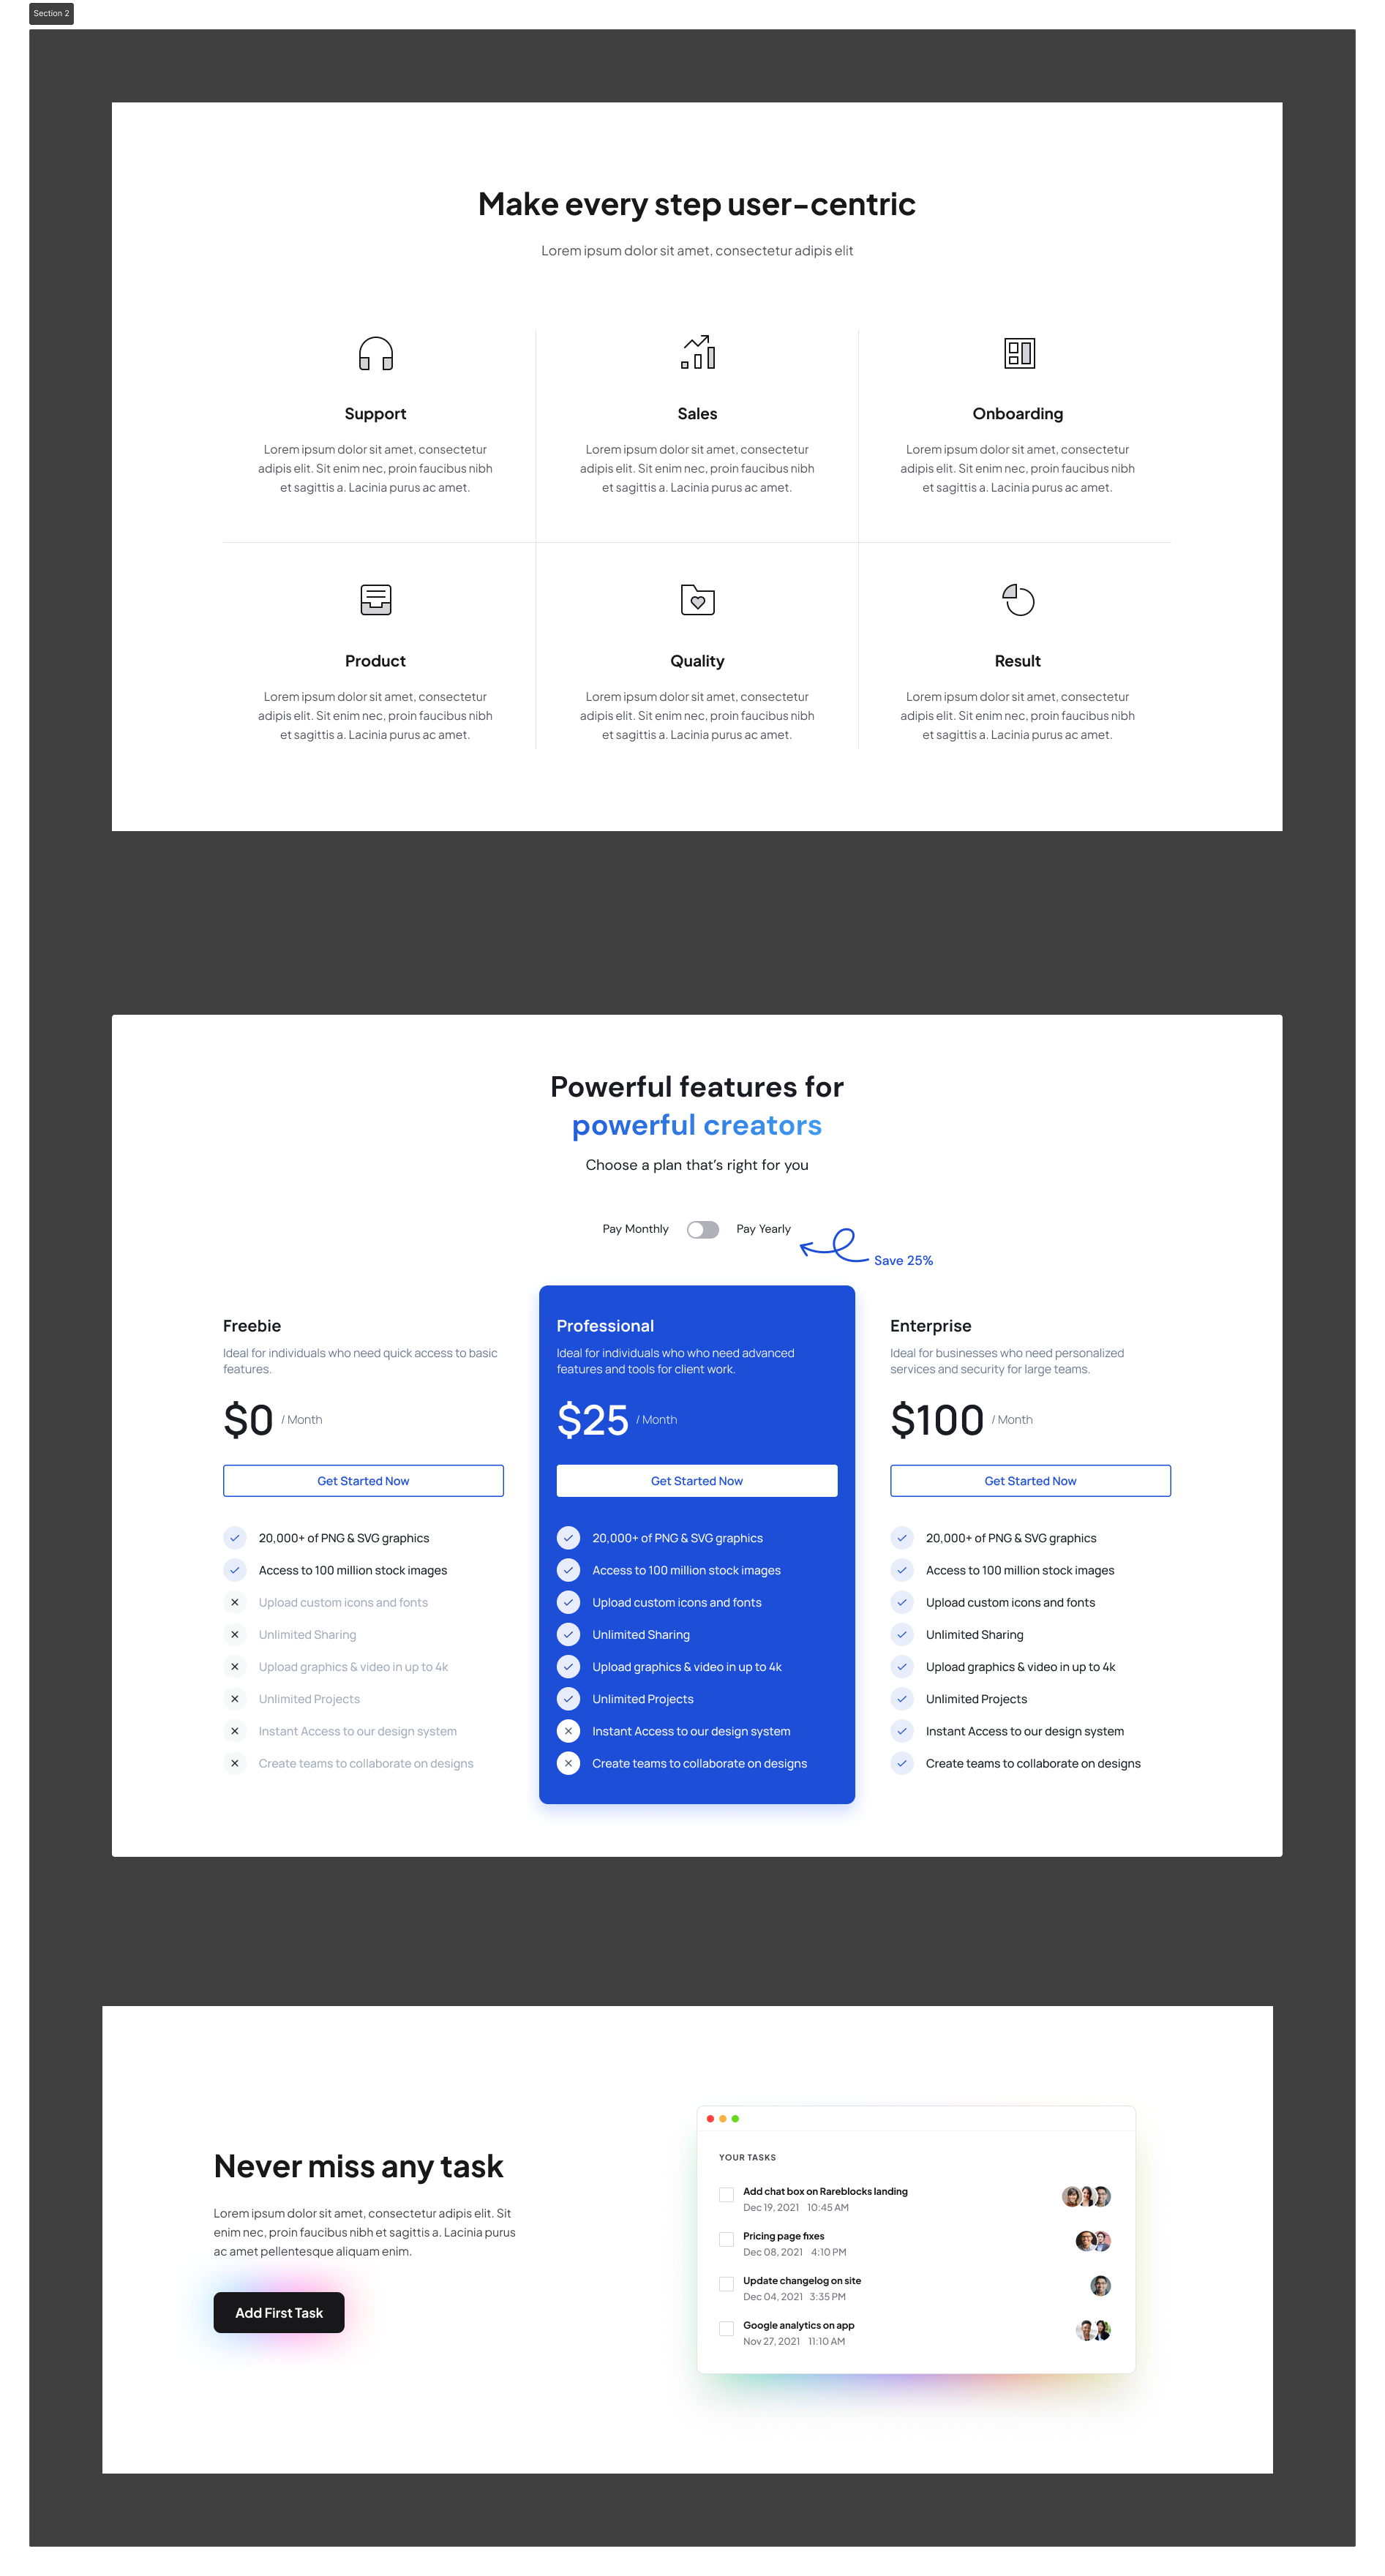 Section 2
Make every step user-centric
Lorem ipsum dolor sit amet, consectetur adipis elit
Support
Lorem ipsum dolor sit amet, consectetur
adipis elit. Sit enim nec, proin faucibus nibh
et sagittis a. Lacinia purus ac amet.
Sales
Lorem ipsum dolor sit amet, consectetur
adipis elit. Sit enim nec, proin faucibus nibh
et sagittis a. Lacinia purus ac amet.
Onboarding
Lorem ipsum dolor sit amet, consectetur
adipis elit. Sit enim nec, proin faucibus nibh
et sagittis a. Lacinia purus ac amet.
Product
Lorem ipsum dolor sit amet, consectetur
adipis elit. Sit enim nec, proin faucibus nibh
et sagittis a. Lacinia purus ac amet.
Quality
Lorem ipsum dolor sit amet, consectetur
adipis elit. Sit enim nec, proin faucibus nibh
et sagittis a. Lacinia purus ac amet.
Result
Lorem ipsum dolor sit amet, consectetur
adipis elit. Sit enim nec, proin faucibus nibh
et sagittis a. Lacinia purus ac amet.
Powerful features for
powerful creators
Choose a plan that's right for you
Pay Monthly
Pay Yearly
Save 25%
Freebie
Ideal for individuals who need quick access to basic
features.
$0 / Month
Get Started Now
20,000+ of PNG & SVG graphics
Access to 100 million stock images
Upload custom icons and fonts
Unlimited Sharing
Upload graphics & video in up to 4k
Unlimited Projects
Instant Access to our design system
Create teams to collaborate on designs
Professional
Ideal for individuals who who need advanced
features and tools for client work.
$25 / Month
Get Started Now
20,000+ of PNG & SVG graphics
Access to 100 million stock images
Upload custom icons and fonts
Unlimited Sharing
Upload graphics & video in up to 4k
Unlimited Projects
Instant Access to our design system
Create teams to collaborate on designs
Enterprise
Ideal for businesses who need personalized
services and security for large teams.
$100 / Month
Get Started Now
20,000+ of PNG & SVG graphics
Access to 100 million stock images
Upload custom icons and fonts
Unlimited Sharing
Upload graphics & video in up to 4k
Unlimited Projects
Instant Access to our design system
Create teams to collaborate on designs
Never miss any task
Lorem ipsum dolor sit amet, consectetur adipis elit. Sit
enim nec, proin faucibus nibh et sagittis a. Lacinia purus
ac amet pellentesque aliquam enim.
Add First Task
YOUR TASKS
Add chat box on Rareblocks landing
Dec 19, 2021 10:45 AM
Pricing page fixes
Dec 08, 2021 4:10 PM
Update changelog on site
Dec 04, 2021 3:35 PM
Google analytics on app
Nov 27, 2021 11:10 AM